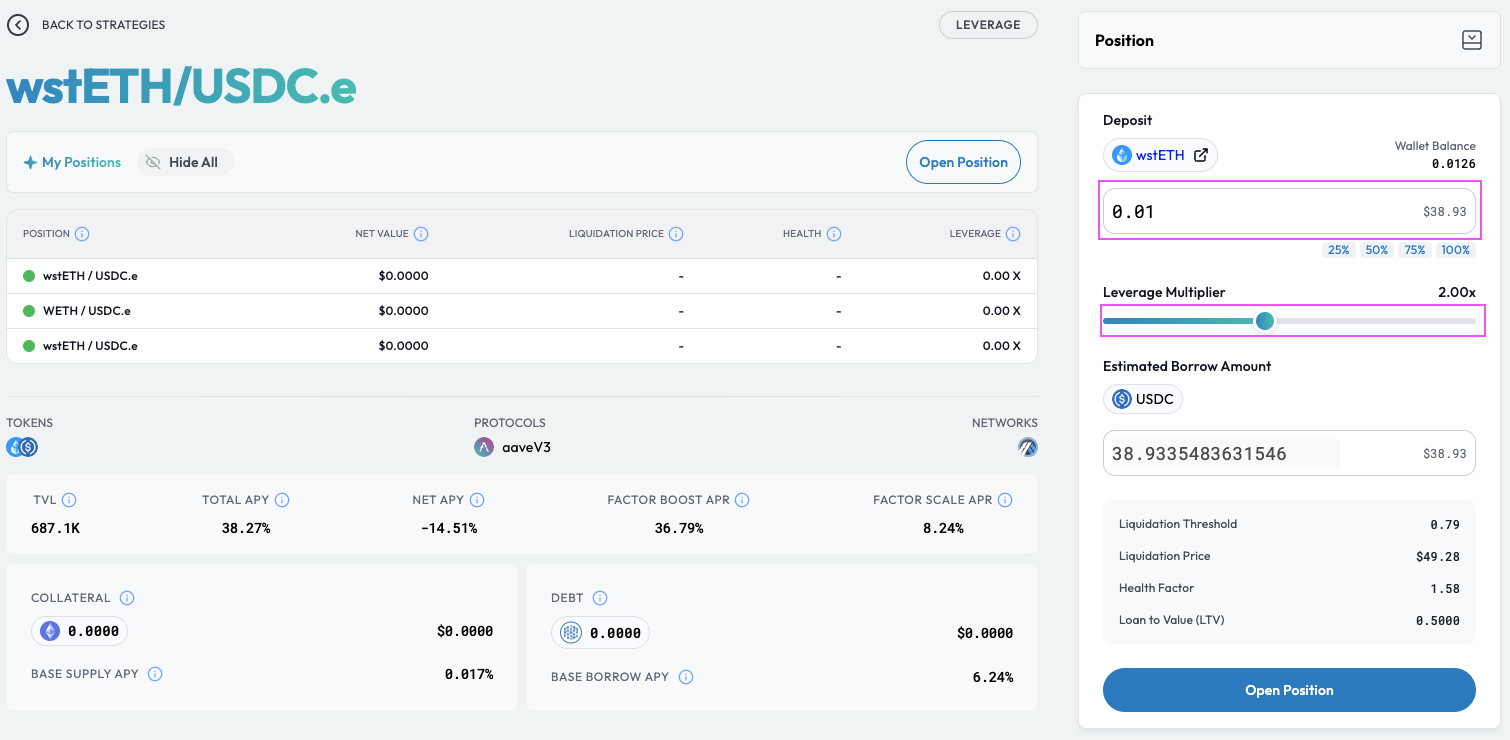 BACK TO STRATEGIES
LEVERAGE
wstETH/USDC.e
My Positions Hide All Open Position
POSITION NET VALUE LIQUIDATION PRICE HEALTH LEVERAGE
wstETH / USDC.e $0.0000 - - 0.00 X
WETH / USDC.e $0.0000 - - 0.00 X
wstETH / USDC.e $0.0000 - - 0.00 X
TOKENS PROTOCOLS NETWORKS
aaveV3
TVL TOTAL APY NET APY FACTOR BOOST APR FACTOR SCALE APR
687.1K 38.27% -14.51% 36.79% 8.24%
COLLATERAL
0.0000 $0.0000
BASE SUPPLY APY 0.017%
DEBT
0.0000 $0.0000
BASE BORROW APY 6.24%
Position
Deposit
wstETH
Wallet Balance
0.0126
0.01 $38.93
25% 50% 75% 100%
Leverage Multiplier 2.00x
Estimated Borrow Amount
USDC
38.9335483631546 $38.93
Liquidation Threshold 0.79
Liquidation Price $49.28
Health Factor 1.58
Loan to Value (LTV) 0.5000
Open Position